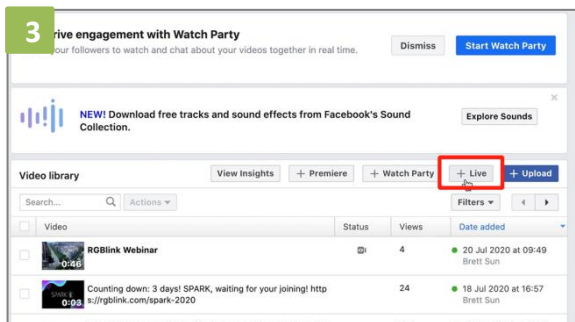 3
rive engagement with Watch Party
your followers to watch and chat about your videos together in real time.
Dismiss
Start Watch Party
NEW! Download free tracks and sound effects from Facebook's Sound
Collection.
Explore Sounds
Video library
View Insights
+ Premiere
+ Watch Party
+ Live
+ Upload
Search...
Actions
Filters
Video
Status
Views
Date added
RGBlink Webinar
0:46
4
20 Jul 2020 at 09:49
Brett Sun
Counting down: 3 days! SPARK, waiting for your joining! http
s://rgblink.com/spark-2020
0:03
24
18 Jul 2020 at 16:57
Brett Sun